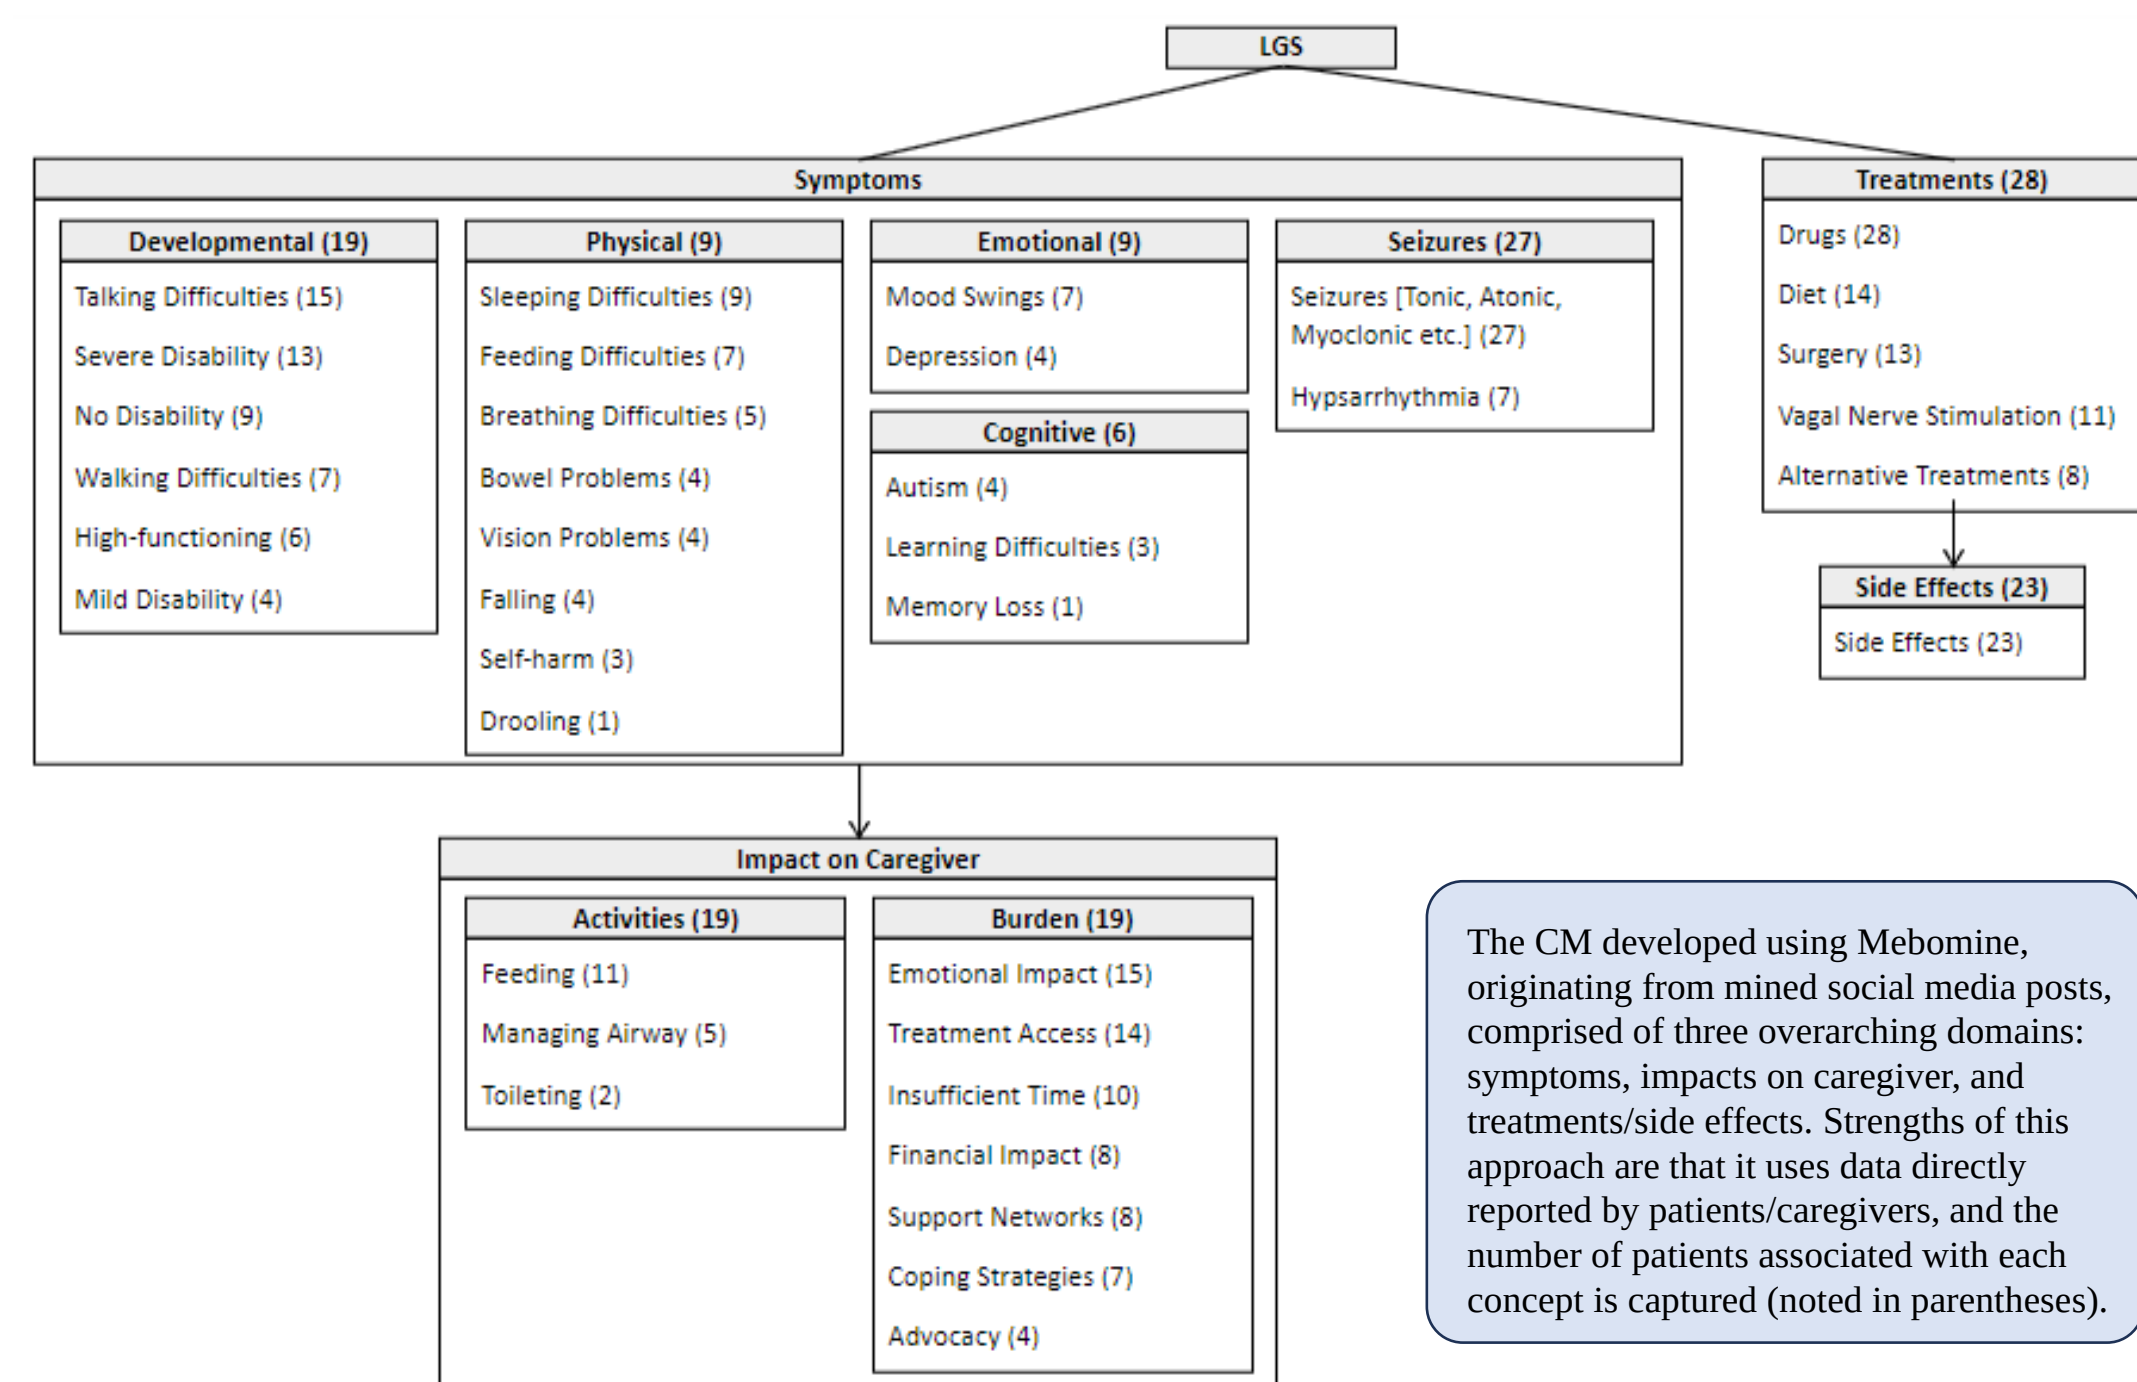 LGS
Symptoms
Developmental (19)
Talking Difficulties (15)
Severe Disability (13)
No Disability (9)
Walking Difficulties (7)
High-functioning (6)
Mild Disability (4)
Physical (9)
Sleeping Difficulties (9)
Feeding Difficulties (7)
Breathing Difficulties (5)
Bowel Problems (4)
Vision Problems (4)
Falling (4)
Self-harm (3)
Drooling (1)
Emotional (9)
Mood Swings (7)
Depression (4)
Cognitive (6)
Autism (4)
Learning Difficulties (3)
Memory Loss (1)
Seizures (27)
Seizures [Tonic, Atonic,
Myoclonic etc.] (27)
Hypsarrhythmia (7)
Treatments (28)
Drugs (28)
Diet (14)
Surgery (13)
Vagal Nerve Stimulation (11)
Alternative Treatments (8)
Side Effects (23)
Side Effects (23)
Impact on Caregiver
Activities (19)
Feeding (11)
Managing Airway (5)
Toileting (2)
Burden (19)
Emotional Impact (15)
Treatment Access (14)
Insufficient Time (10)
Financial Impact (8)
Support Networks (8)
Coping Strategies (7)
Advocacy (4)
The CM developed using Mebomine,
originating from mined social media posts,
comprised of three overarching domains:
symptoms, impacts on caregiver, and
treatments/side effects. Strengths of this
approach are that it uses data directly
reported by patients/caregivers, and the
number of patients associated with each
concept is captured (noted in parentheses).